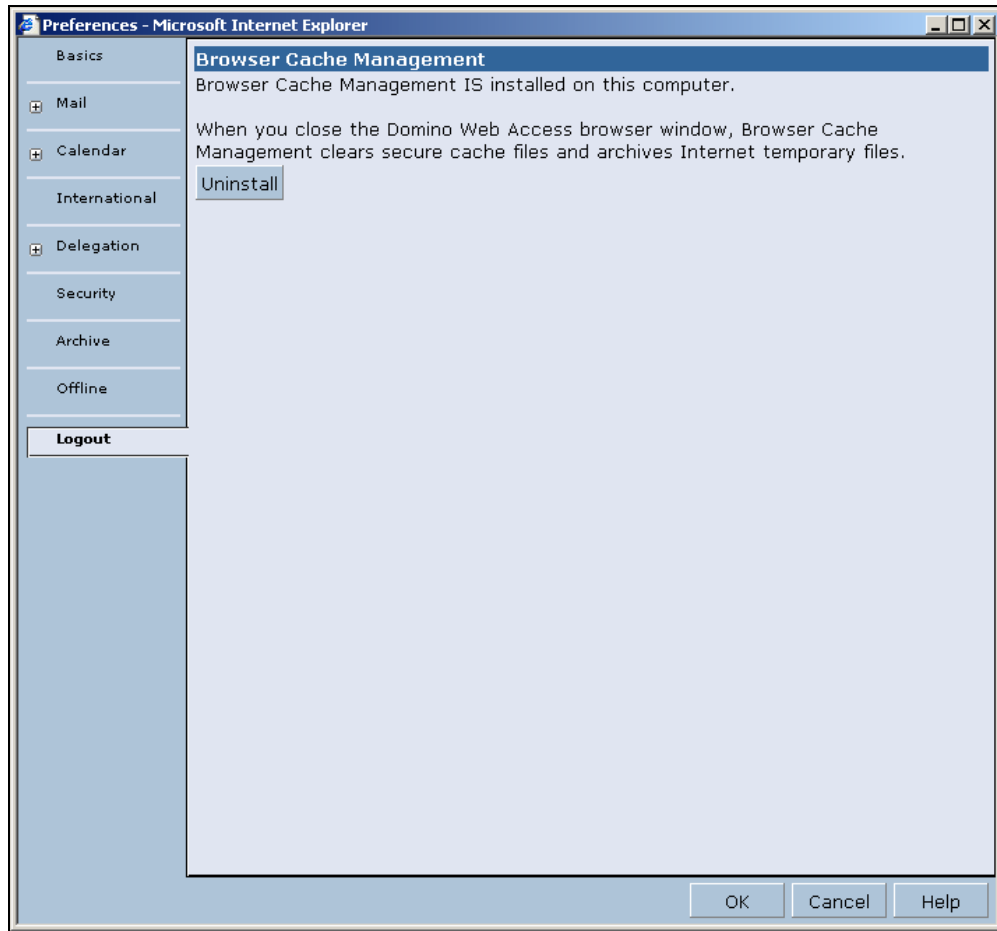 Preferences - Microsoft Internet Explorer
Basics
Mail
Calendar
International
Delegation
Security
Archive
Offline
Logout
Browser Cache Management
Browser Cache Management IS installed on this computer.
When you close the Domino Web Access browser window, Browser Cache
Management clears secure cache files and archives Internet temporary files.
Uninstall
OK
Cancel
Help